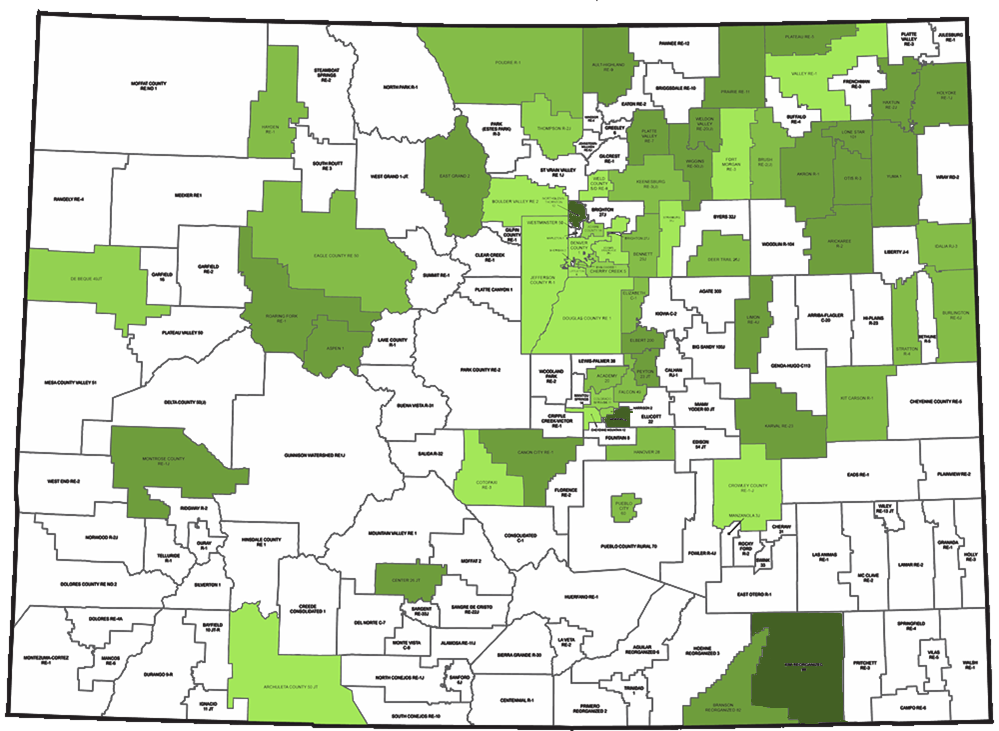 MOFFAT COUNTY
RE NO 1
HAYDEN
RE-1
STEAMBOAT
SPRINGS
RE-2
NORTH PARK R-1
POUDRE R-1
AULT-HIGHLAND
RE-9
PAWNEE RE-12
BRIGGSDALE RE-10
PRAIRIE RE-11
PLATEAU RE-5
VALLEY RE-1
PLATTE
VALLEY
RE-3
JULESBURG
RE-1
FRENCHMAN
RE-3
BUFFALO
RE-4
HAXTUN
RE-2J
HOLYOKE
RE-1J
EATON RE-2
PARK
(ESTES PARK)
R-3
THOMPSON R-2J
GREELEY
6
GILCREST
RE-1
PLATTE
VALLEY
RE-7
WELDON
VALLEY
RE-20J
WIGGINS
RE-50J
FORT
MORGAN
RE-3
BRUSH
RE-2(J)
AKRON R-1
LONE STAR
101
OTIS R-3
YUMA 1
WRAY RD-2
RANGELY RE-4
MEEKER RE1
SOUTH ROUTT
RE 3
WEST GRAND 1-JT
EAST GRAND 2
ST VRAIN VALLEY
RE 1J
BOULDER VALLEY RE 2
WELD
COUNTY
S/D RE-8
KEENESBURG
RE-3(J)
BRIGHTON
27J
BYERS 32J
WOODLIN R-104
ARICKAREE
R-2
LIBERTY J-4
IDALIA RJ-3
DE BEQUE 49JT
GARFIELD
16
GARFIELD
RE-2
EAGLE COUNTY RE 50
SUMMIT RE-1
GILPIN
COUNTY
RE-1
CLEAR CREEK
RE-1
PLATTE CANYON 1
WESTMINSTER 50
DENVER
COUNTY
1
CHERRY CREEK 5
BENNETT
29J
DEER TRAIL 26J
JEFFERSON
COUNTY R-1
DOUGLAS COUNTY RE 1
ELIZABETH
C-1
KIOWA C-2
AGATE 300
LIMON
RE-4J
ARRIBA-FLAGLER
C-20
HI-PLAINS
R-23
STRATTON
R-4
BETHUNE
R-5
BURLINGTON
RE-6J
ROARING FORK
RE-1
ASPEN 1
LAKE COUNTY
R-1
PLATEAU VALLEY 50
MESA COUNTY VALLEY 51
PARK COUNTY RE-2
WOODLAND
PARK
RE-2
LEWIS-PALMER 38
ELBERT 200
BIG SANDY 100J
GENOA-HUGO C113
ACADEMY
20
PEYTON
23 JT
CALHAN
RJ-1
FALCON 49
MIAMI
YODER 60 JT
KIT CARSON R-1
CHEYENNE COUNTY RE-5
DELTA COUNTY 50(J)
BUENA VISTA R-31
CRIPPLE
CREEK-VICTOR
RE-1
ELLICOTT
22
KARVAL RE-23
FOUNTAIN 8
HANOVER 28
EDISON
54 JT
MONTROSE COUNTY
RE-1J
GUNNISON WATERSHED RE1J
SALIDA R-32
COTOPAXI
RE-3
CANON CITY RE-1
FLORENCE
RE-2
CROWLEY COUNTY
RE-1-J
EADS RE-1
PLAINVIEW RE-2
WEST END RE-2
RIDGWAY R-2
PUEBLO
CITY
60
MANZANOLA 3J
PUEBLO COUNTY RURAL 70
FOWLER R-4J
ROCKY
FORD
R-2
CHERAW
31
SWINK
33
LAS ANIMAS
RE-1
MC CLAVE
RE-2
WILEY
RE-13 JT
LAMAR RE-2
GRANADA
RE-1
HOLLY
RE-3
NORWOOD R-2J
TELLURIDE
R-1
OURAY
R-1
HINSDALE COUNTY
RE 1
MOUNTAIN VALLEY RE 1
CONSOLIDATED
C-1
DOLORES COUNTY RE NO.2
SILVERTON 1
CREEDE
CONSOLIDATED 1
CENTER 26 JT
MOFFAT 2
HUERFANO RE-1
EAST OTERO R-1
DEL NORTE C-7
SARGENT
RE-33J
SANDE DE CRISTO
RE-22J
DOLORES RE-4A
BAYFIELD
10 JT-R
MONTE VISTA
C-8
ALAMOSA RE-11J
SIERRA GRANDE R-30
LA VETA
RE-2
AGUILAR
REORGANIZED 6
HOEHNE
REORGANIZED 3
PRITCHETT
RE-3
SPRINGFIELD
RE-4
VILAS
RE-5
WALSH
RE-1
CAMPO RE-6
MONTEZUMA-CORTEZ
RE-1
MANCOS
RE-6
DURANGO 9-R
IGNACIO
11 JT
ARCHULETA COUNTY 50 JT
NORTH CONEJOS RE-1J
SANFORD
6J
SOUTH CONEJOS RE-10
CENTENNIAL R-1
PRIMERO
REORGANIZED 2
TRINIDAD
1
BRANSON
REORGANIZED 82